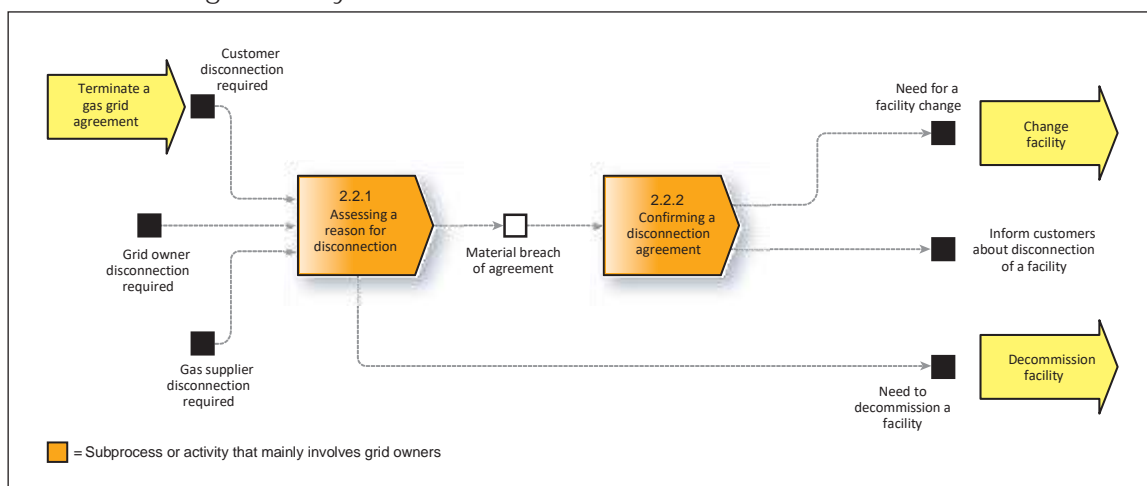 Terminate a
gas grid
agreement
Customer
disconnection
required
Grid owner
disconnection
required
Gas supplier
disconnection
required
2.2.1
Assessing a
reason for
disconnection
Material breach
of agreement
2.2.2
Confirming a
disconnection
agreement
Need for a
facility change
Change
facility
Inform customers
about disconnection
of a facility
Need to
decommission a
facility
Decommission
facility
= Subprocess or activity that mainly involves grid owners